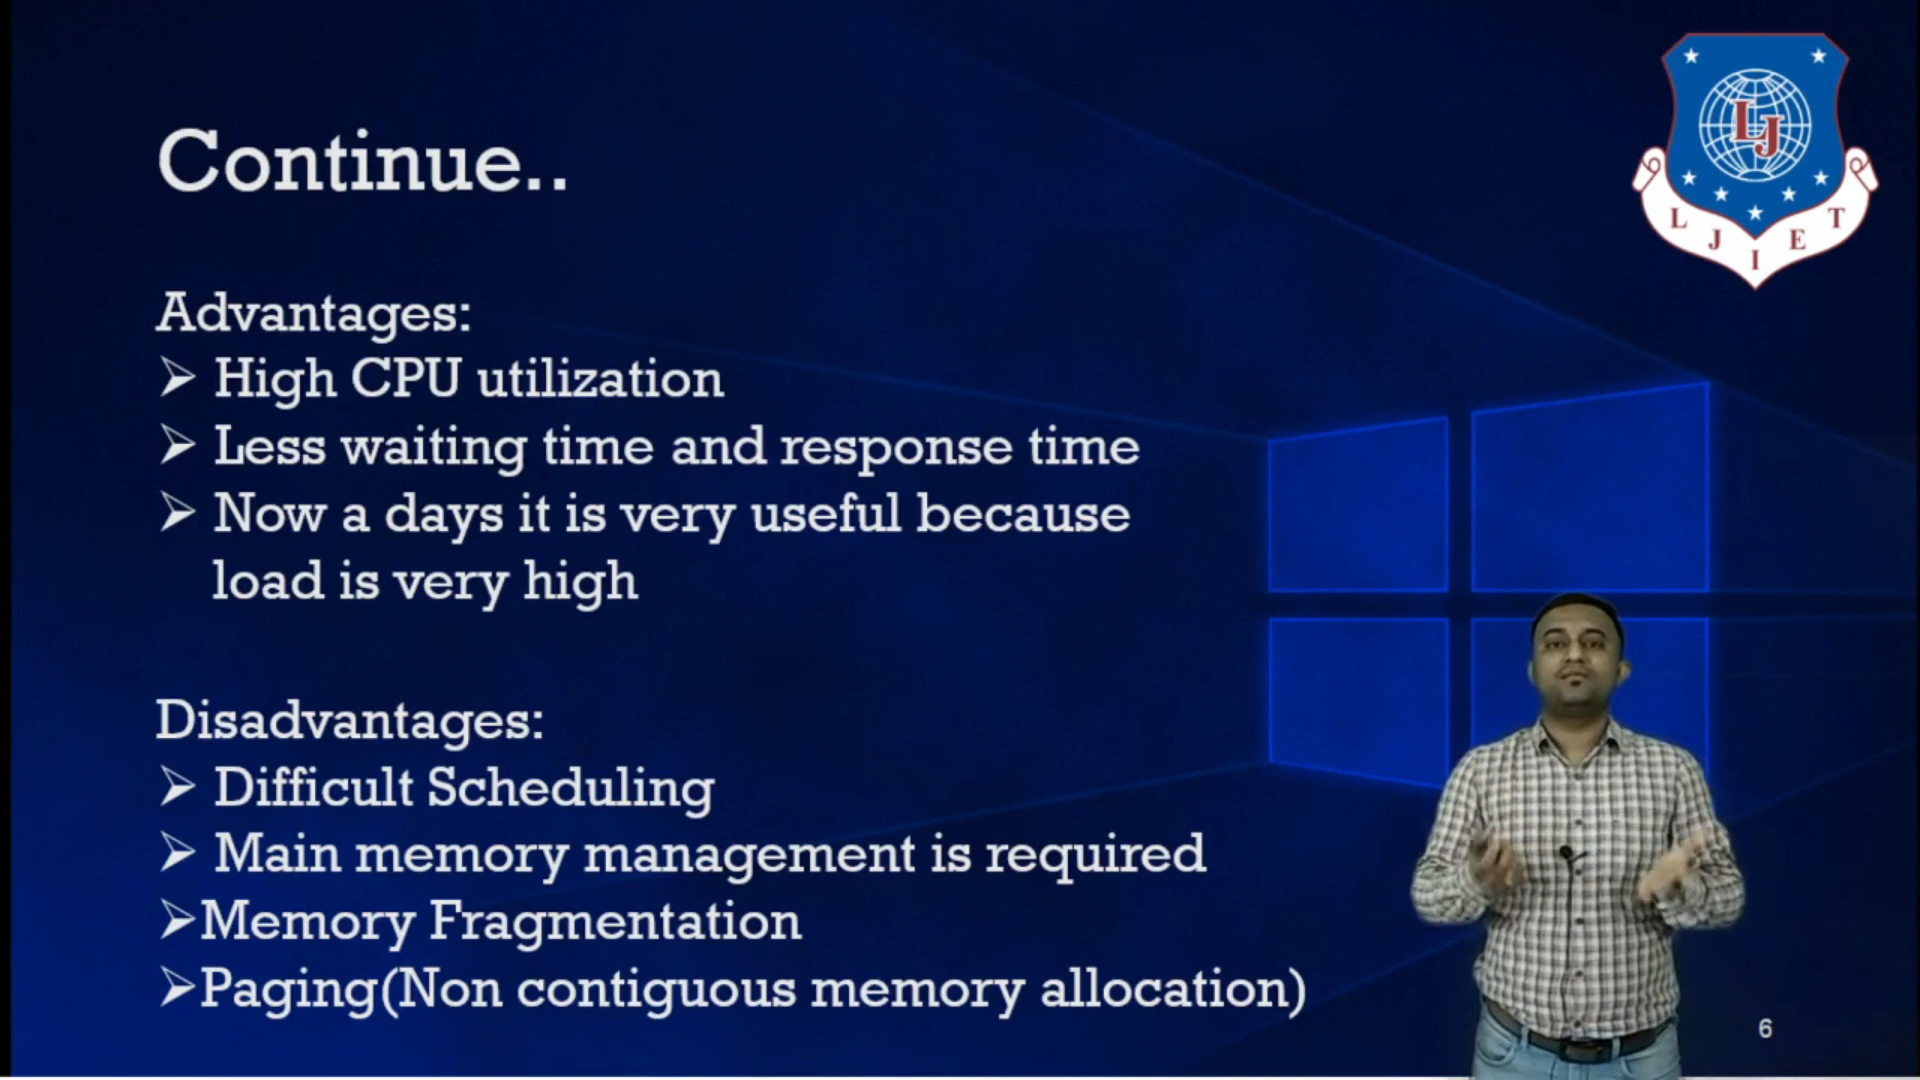 Continue..
Advantages:
➢ High CPU utilization
➢ Less waiting time and response time
➢ Now a days it is very useful because
load is very high
Disadvantages:
➢ Difficult Scheduling
➢ Main memory management is required
➢Memory Fragmentation
➢Paging(Non contiguous memory allocation)
LJ
L J I E T
6